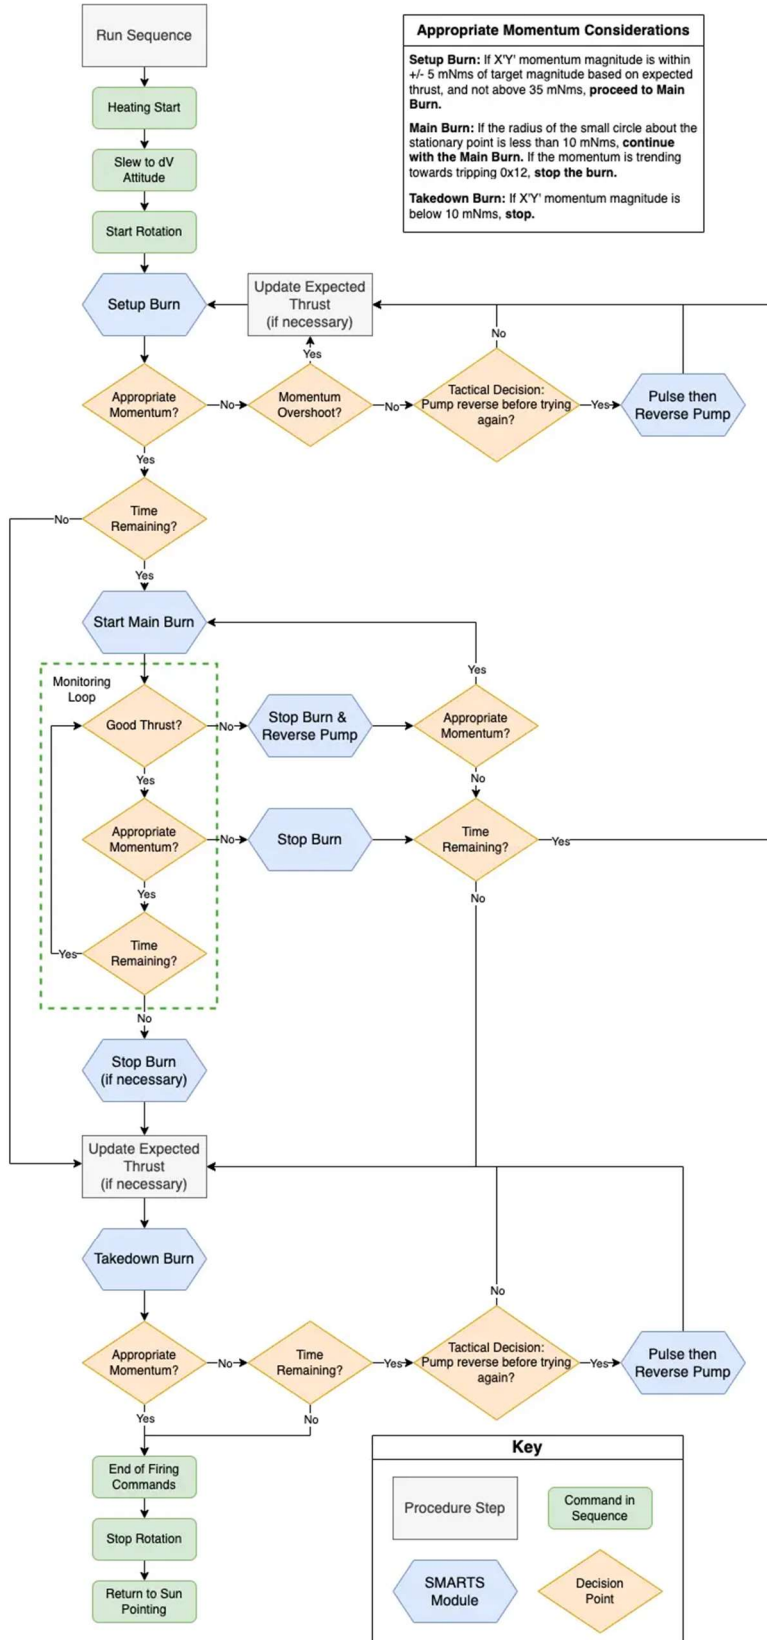 Run Sequence
Appropriate Momentum Considerations
Setup Burn: If X'Y' momentum magnitude is within
+/- 5 mNms of target magnitude based on expected
thrust, and not above 35 mNms, proceed to Main
Burn.
Main Burn: If the radius of the small circle about the
stationary point is less than 10 mNms, continue
with the Main Burn. If the momentum is trending
towards tripping 0x12, stop the burn.
Takedown Burn: If X'Y' momentum magnitude is
below 10 mNms, stop.
Heating Start
Slew to dV
Attitude
Start Rotation
Setup Burn
Update Expected
Thrust
(if necessary)
No
Yes
Appropriate
Momentum?
No
Momentum
Overshoot?
No
Tactical Decision:
Pump reverse before trying
again?
Yes
Pulse then
Reverse Pump
Yes
No
Time
Remaining?
Yes
Start Main Burn
Yes
Monitoring
Loop
Good Thrust?
No
Stop Burn &
Reverse Pump
Appropriate
Momentum?
Yes
No
Appropriate
Momentum?
No
Stop Burn
Time
Remaining?
Yes
Yes
No
Yes
Time
Remaining?
No
Stop Burn
(if necessary)
Update Expected
Thrust
(if necessary)
Takedown Burn
No
Appropriate
Momentum?
No
Time
Remaining?
Yes
Tactical Decision:
Pump reverse before trying
again?
Yes
Pulse then
Reverse Pump
Yes
No
End of Firing
Commands
Stop Rotation
Return to Sun
Pointing
Key
Procedure Step
Command in
Sequence
SMARTS
Module
Decision
Point